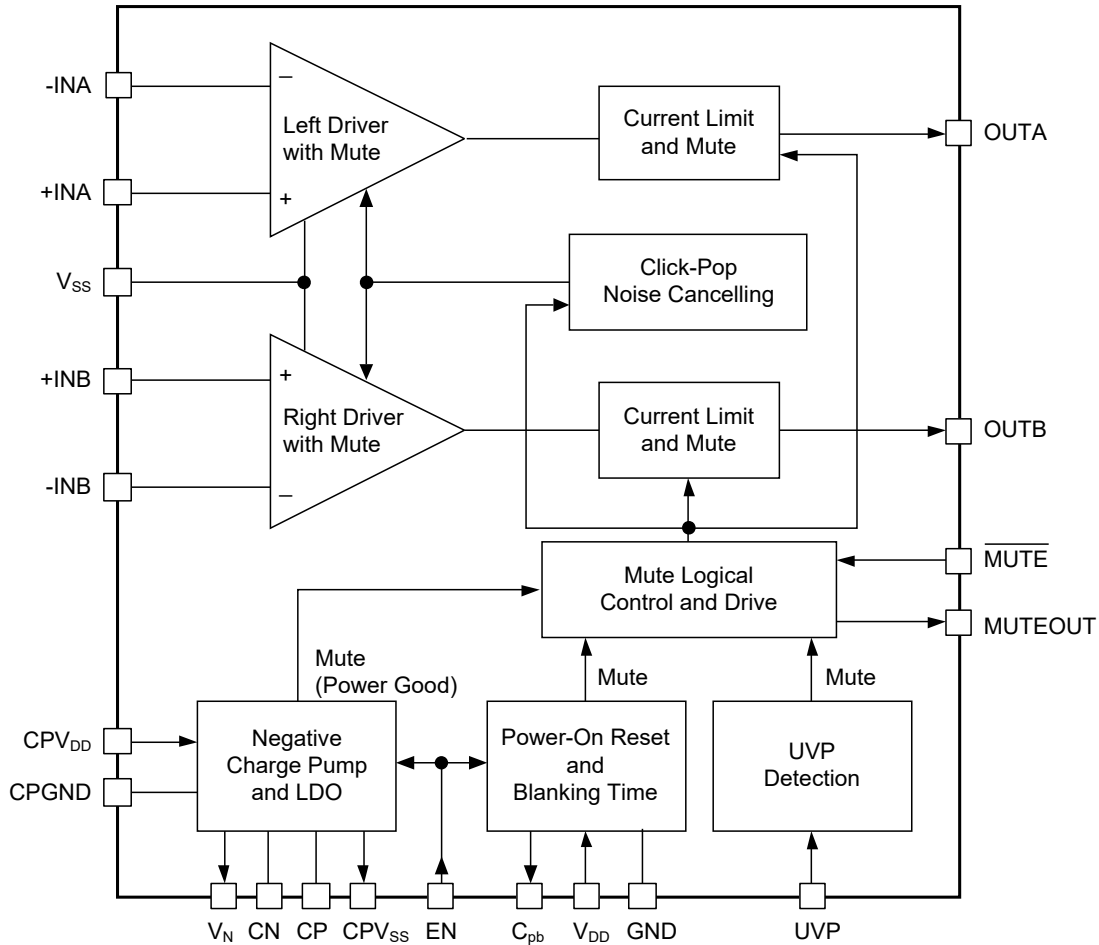 -INA
−
Left Driver
with Mute
+INA
+
Current Limit
and Mute
OUTA
VSS
Click-Pop
Noise Cancelling
+INB
+
Right Driver
with Mute
-INB
−
Current Limit
and Mute
OUTB
MUTE
Mute Logical
Control and Drive
MUTEOUT
Mute
(Power Good)
Mute
Mute
CPVDD
CPGND
Negative
Charge Pump
and LDO
Power-On Reset
and
Blanking Time
UVP
Detection
VN
CN
CP
CPVSS
EN
Cpb
VDD
GND
UVP